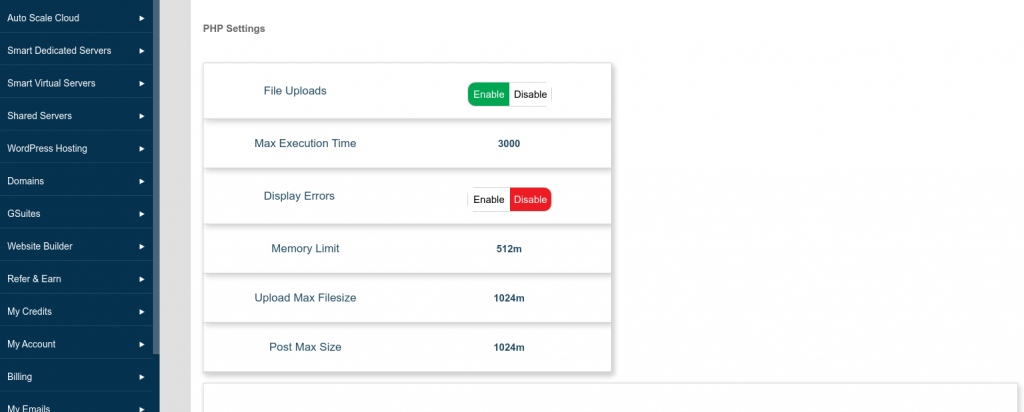 Auto Scale Cloud
Smart Dedicated Servers
Smart Virtual Servers
Shared Servers
WordPress Hosting
Domains
GSuites
Website Builder
Refer & Earn
My Credits
My Account
Billing
My Emails
PHP Settings
File Uploads Enable Disable
Max Execution Time 3000
Display Errors Enable Disable
Memory Limit 512m
Upload Max Filesize 1024m
Post Max Size 1024m